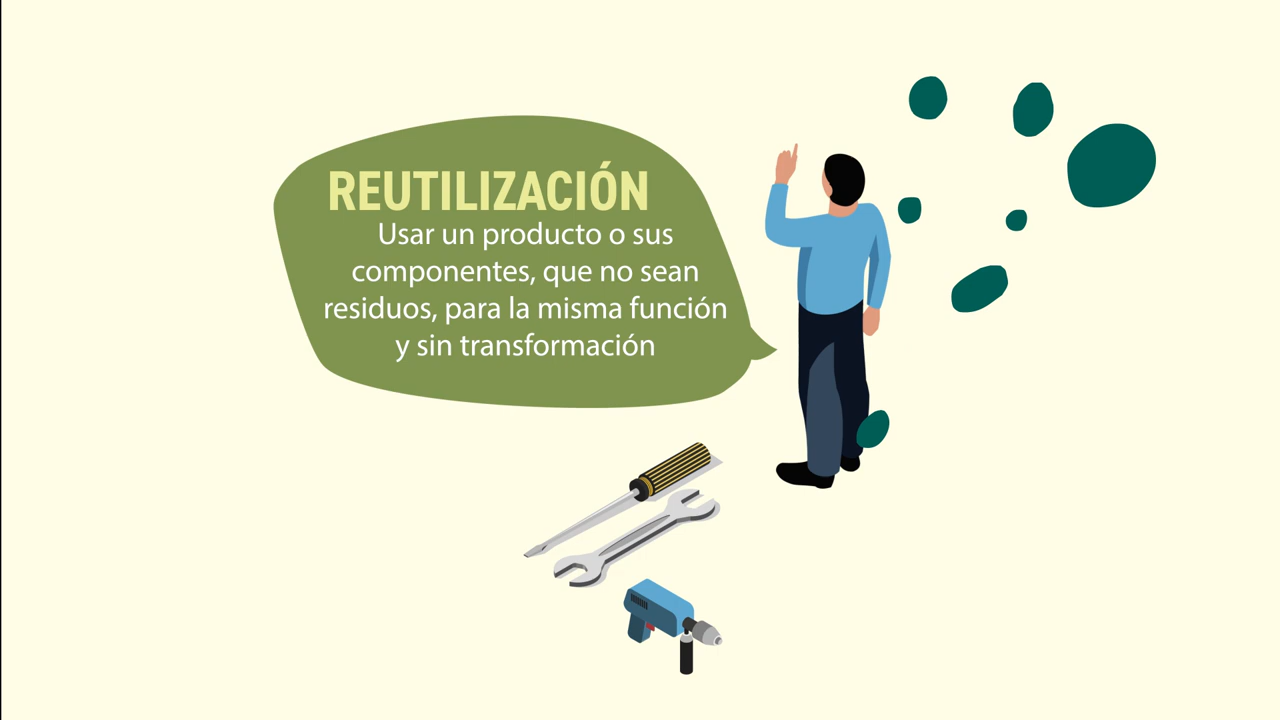 REUTILIZACIÓN
Usar un producto o sus
componentes, que no sean
residuos, para la misma función
y sin transformación